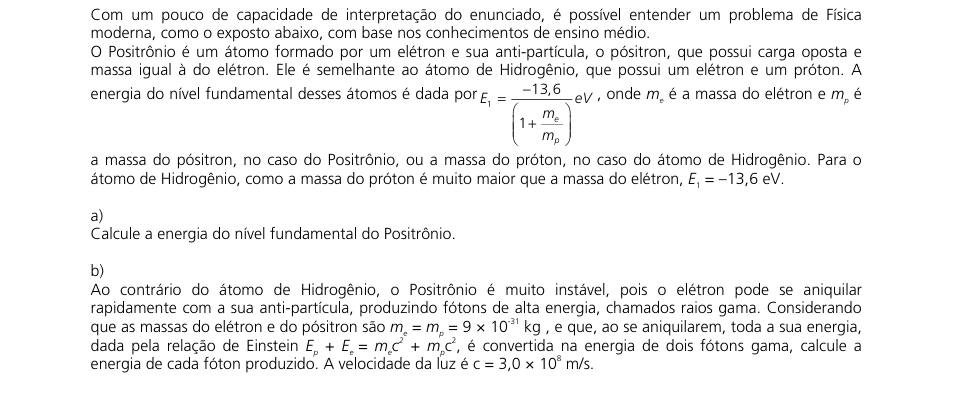 Com um pouco de capacidade de interpretação do enunciado, é possível entender um problema de Física
moderna, como o exposto abaixo, com base nos conhecimentos de ensino médio.
O Positrônio é um átomo formado por um elétron e sua anti-partícula, o pósitron, que possui carga oposta e
massa igual à do elétron. Ele é semelhante ao átomo de Hidrogênio, que possui um elétron e um próton. A
energia do nível fundamental desses átomos é dada por E₁ = −13,6 / (1 + mₑ/mₚ) eV, onde mₑ é a massa do elétron e mₚ é
a massa do pósitron, no caso do Positrônio, ou a massa do próton, no caso do átomo de Hidrogênio. Para o
átomo de Hidrogênio, como a massa do próton é muito maior que a massa do elétron, E₁ = −13,6 eV.
a)
Calcule a energia do nível fundamental do Positrônio.
b)
Ao contrário do átomo de Hidrogênio, o Positrônio é muito instável, pois o elétron pode se aniquilar
rapidamente com a sua anti-partícula, produzindo fótons de alta energia, chamados raios gama. Considerando
que as massas do elétron e do pósitron são mₑ = mₚ = 9 × 10⁻³¹ kg , e que, ao se aniquilarem, toda a sua energia,
dada pela relação de Einstein Eₚ + Eₑ = mₑc² + mₚc², é convertida na energia de dois fótons gama, calcule a
energia de cada fóton produzido. A velocidade da luz é c = 3,0 × 10⁸ m/s.